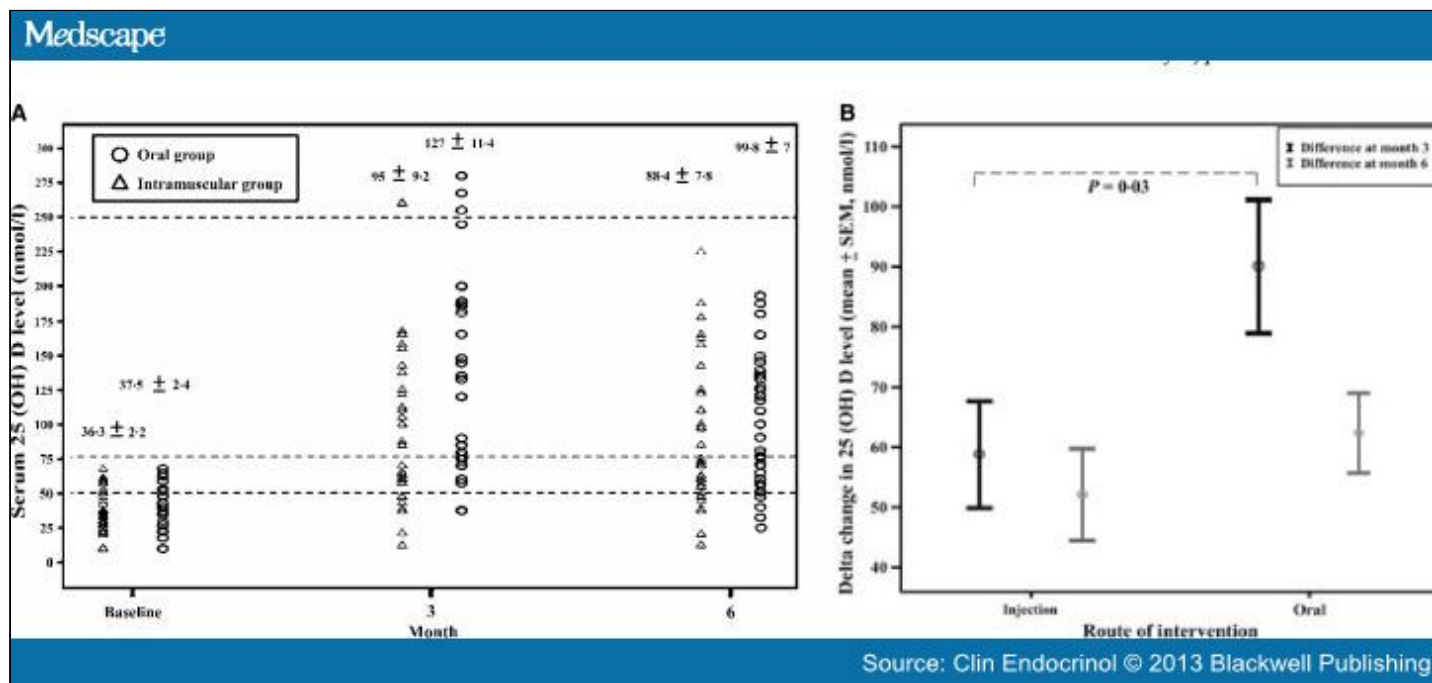 Medscape
A
Oral group
Intramuscular group
127 ± 11·4
95 ± 9·2
99·8 ± 7
88·4 ± 7·8
37·5 ± 2·4
36·3 ± 2·2
Serum 25 (OH) D level (nmol/l)
300
275
250
225
200
175
150
125
100
75
50
25
0
Baseline
3
6
Month
B
Difference at month 3
Difference at month 6
P = 0·03
Delta change in 25 (OH) D level (mean ± SEM, nmol/l)
110
100
90
80
70
60
50
40
Injection
Oral
Route of intervention
Source: Clin Endocrinol © 2013 Blackwell Publishing